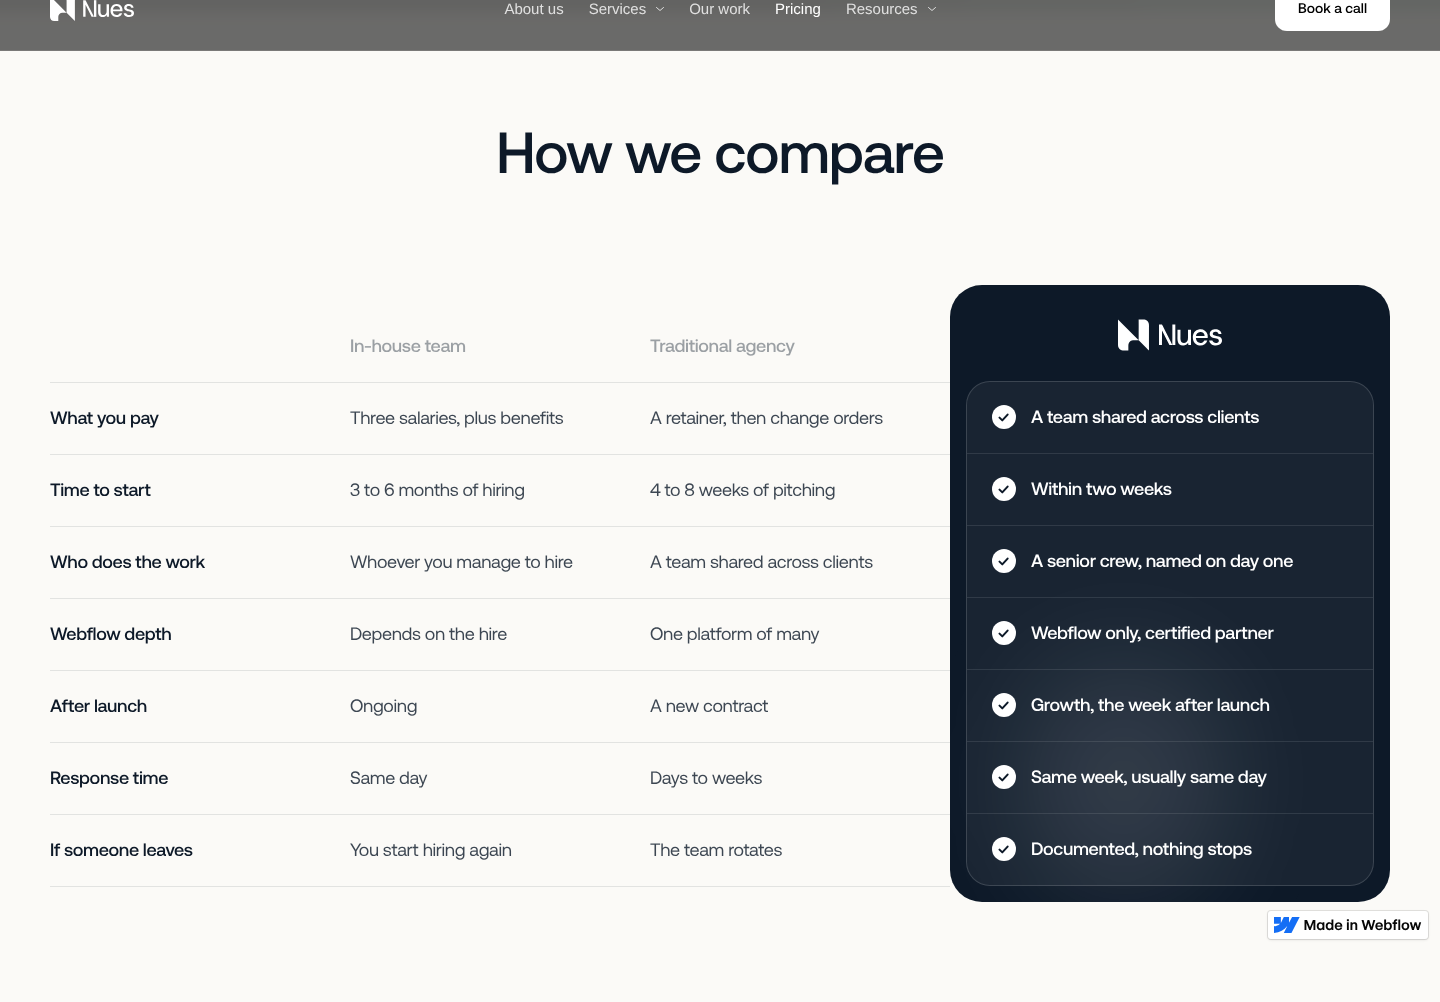 Nues
About us Services Our work Pricing Resources
Book a call
How we compare
In-house team Traditional agency Nues
What you pay Three salaries, plus benefits A retainer, then change orders A team shared across clients
Time to start 3 to 6 months of hiring 4 to 8 weeks of pitching Within two weeks
Who does the work Whoever you manage to hire A team shared across clients A senior crew, named on day one
Webflow depth Depends on the hire One platform of many Webflow only, certified partner
After launch Ongoing A new contract Growth, the week after launch
Response time Same day Days to weeks Same week, usually same day
If someone leaves You start hiring again The team rotates Documented, nothing stops
Made in Webflow